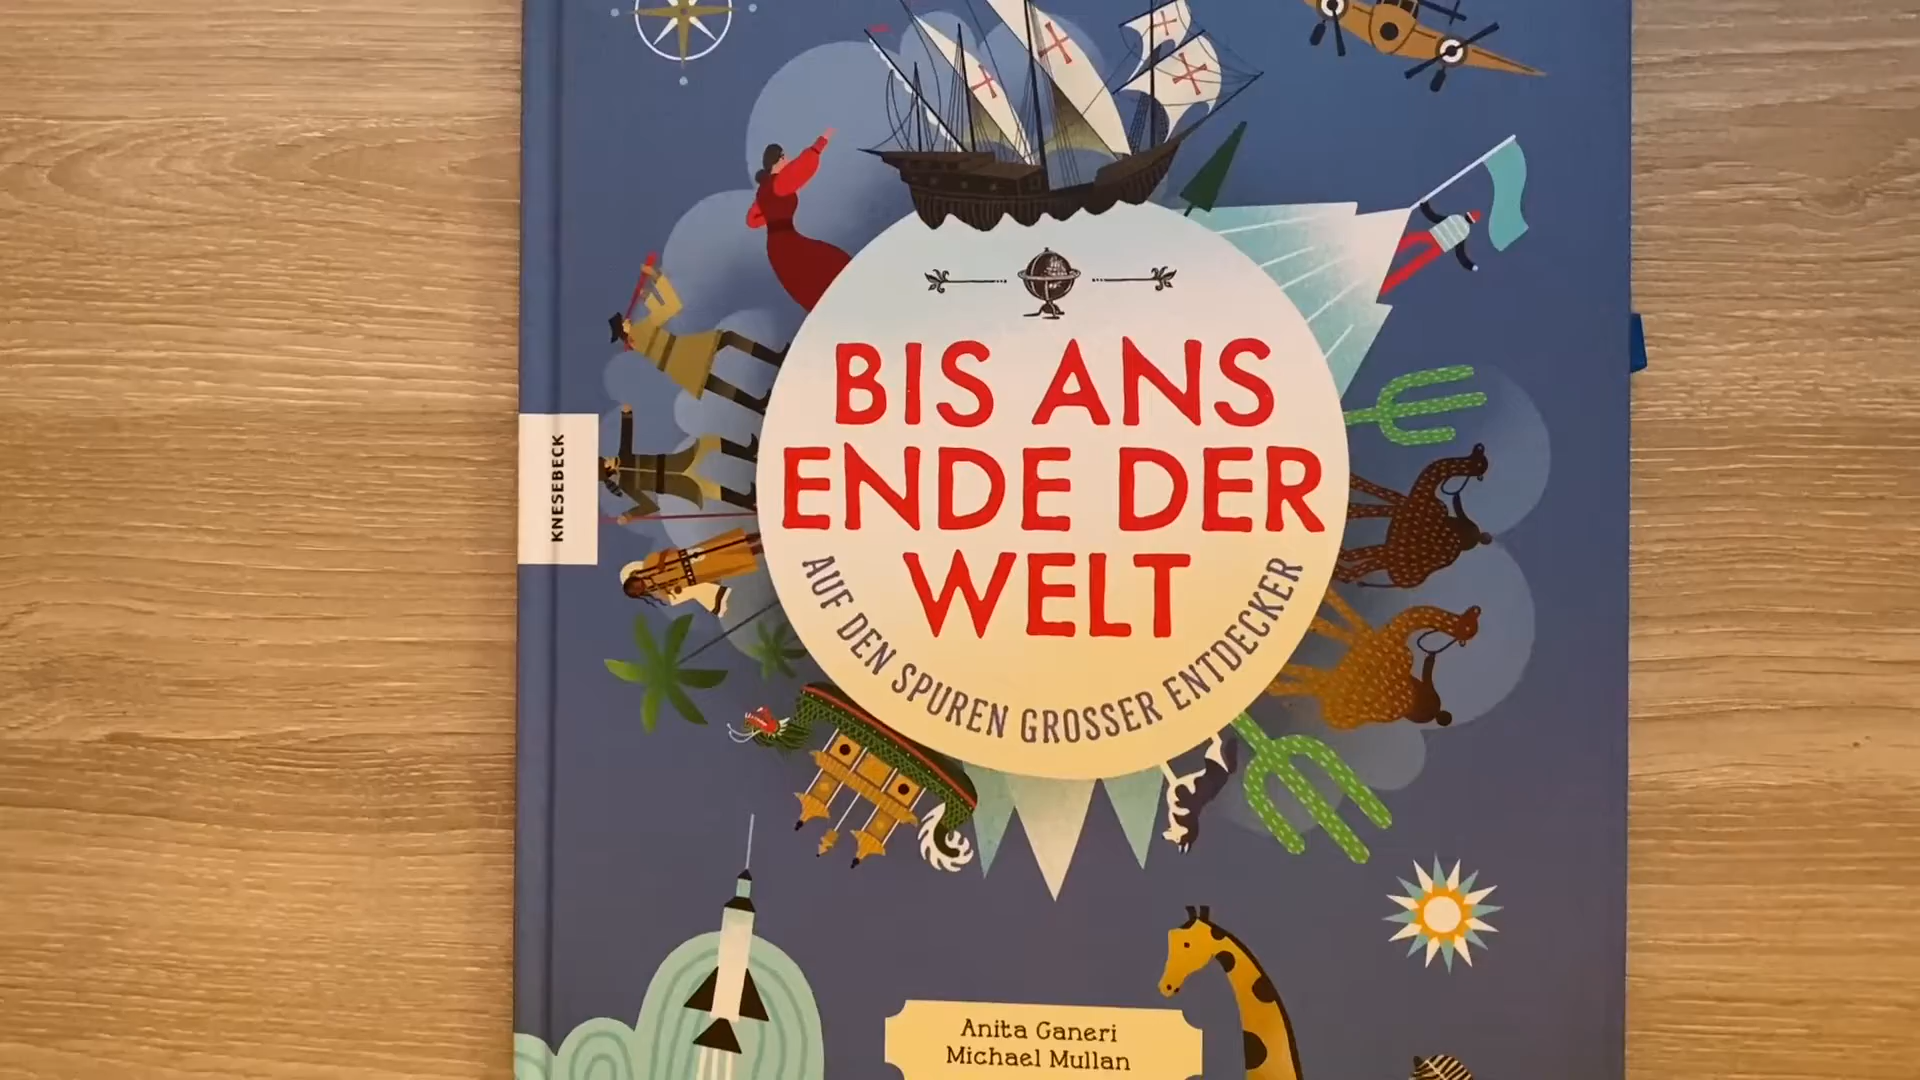 BIS ANS
ENDE DER
WELT
AUF DEN SPUREN GROSSER ENTDECKER
KNESEBECK
Anita Ganeri
Michael Mullan